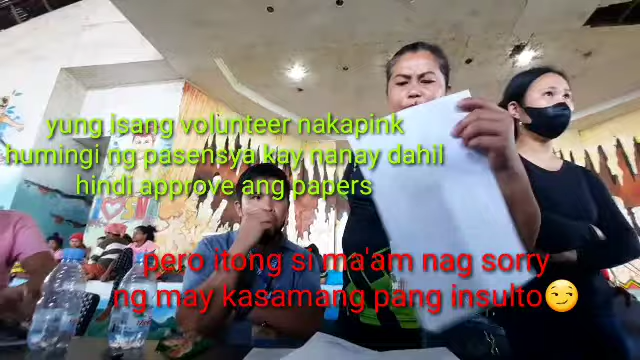 yung isang volunteer nakapink
humingi ng pasensya kay nanay dahil
hindi approve ang papers
pero itong si ma'am nag sorry
ng may kasamang pang insulto😏